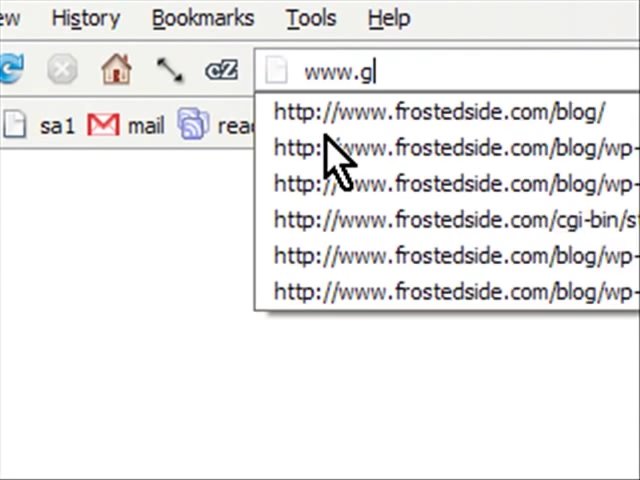 ew History Bookmarks Tools Help
www.g
sa1 mail rea
http://www.frostedside.com/blog/
http://www.frostedside.com/blog/wp-
http://www.frostedside.com/blog/wp-
http://www.frostedside.com/cgi-bin/s
http://www.frostedside.com/blog/wp-
http://www.frostedside.com/blog/wp-